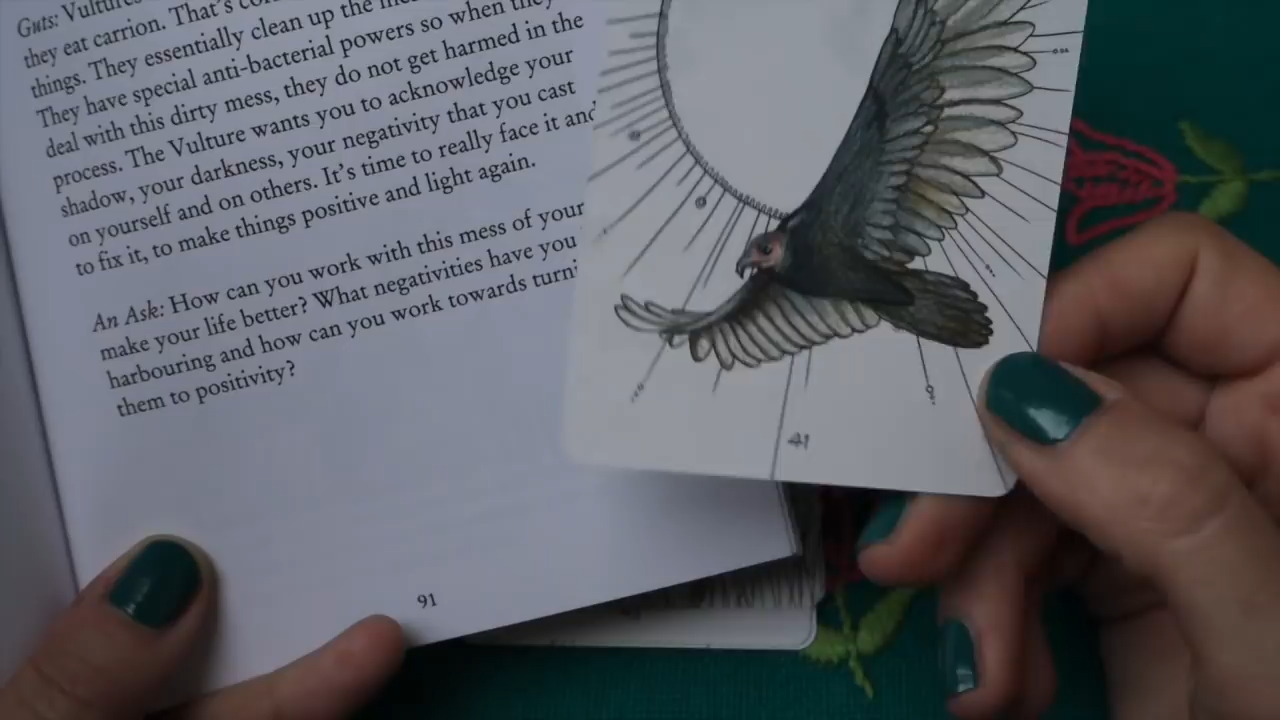 Guts: Vultures
they eat carrion. That's
things. They essentially clean up the
They have special anti-bacterial powers so when they
deal with this dirty mess, they do not get harmed in the
process. The Vulture wants you to acknowledge your
shadow, your darkness, your negativity that you cast
on yourself and on others. It's time to really face it and
to fix it, to make things positive and light again.
An Ask: How can you work with this mess of your
make your life better? What negativities have you
harbouring and how can you work towards
them to positivity?
91
41